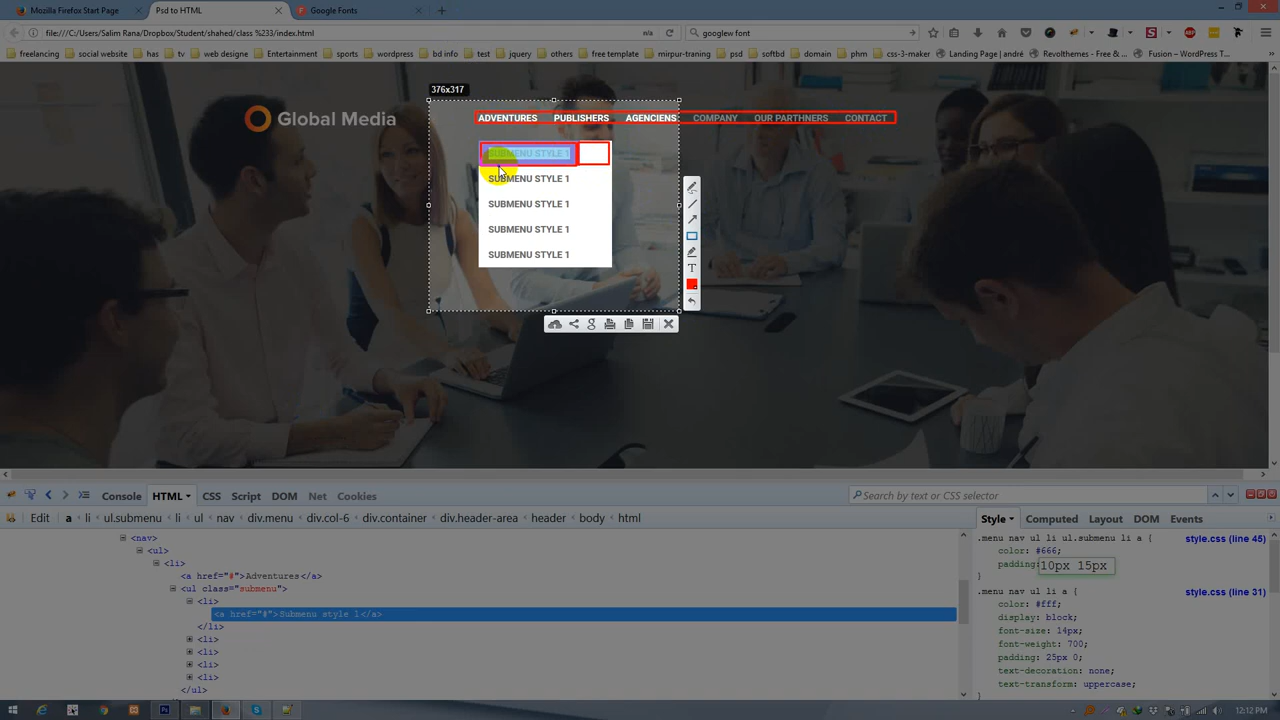 Mozilla Firefox Start Page
Psd to HTML
Google Fonts
file:///C:/Users/Salim Rana/Dropbox/Student/shahed/class %233/index.html
googlew font
freelancing
social website
has
tv
web designe
Entertainment
sports
wordpress
bd info
test
jquery
others
free template
mirpur-traning
psd
softbd
domain
phm
css-3-maker
Landing Page | andré
Revolthemes - Free & ...
Fusion – WordPress T...
376x317
Global Media
ADVENTURES
PUBLISHERS
AGENCIENS
COMPANY
OUR PARTHNERS
CONTACT
SUBMENU STYLE 1
SUBMENU STYLE 1
SUBMENU STYLE 1
SUBMENU STYLE 1
SUBMENU STYLE 1
Console
HTML
CSS
Script
DOM
Net
Cookies
Search by text or CSS selector
Edit
a < li < ul.submenu < li < ul < nav < div.menu < div.col-6 < div.container < div.header-area < header < body < html
Style
Computed
Layout
DOM
Events
<nav>
<ul>
<li>
<a href="#">Adventures</a>
<ul class="submenu">
<li>
<a href="#">Submenu style 1</a>
</li>
<li>
<li>
<li>
<li>
</ul>
.menu nav ul li ul.submenu li a {
style.css (line 45)
color: #666;
padding: 10px 15px
}
.menu nav ul li a {
style.css (line 31)
color: #fff;
display: block;
font-size: 14px;
font-weight: 700;
padding: 25px 0;
text-decoration: none;
text-transform: uppercase;
}
12:12 PM